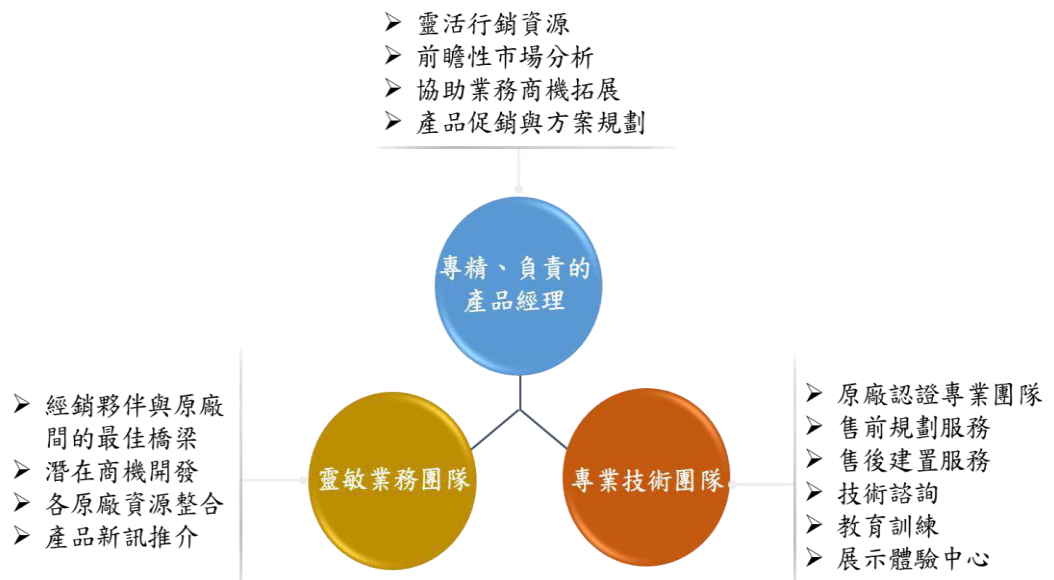 ➢ 靈活行銷資源
➢ 前瞻性市場分析
➢ 協助業務商機拓展
➢ 產品促銷與方案規劃
專精、負責的
產品經理
➢ 經銷夥伴與原廠
間的最佳橋梁
➢ 潛在商機開發
➢ 各原廠資源整合
➢ 產品新訊推介
靈敏業務團隊
專業技術團隊
➢ 原廠認證專業團隊
➢ 售前規劃服務
➢ 售後建置服務
➢ 技術諮詢
➢ 教育訓練
➢ 展示體驗中心